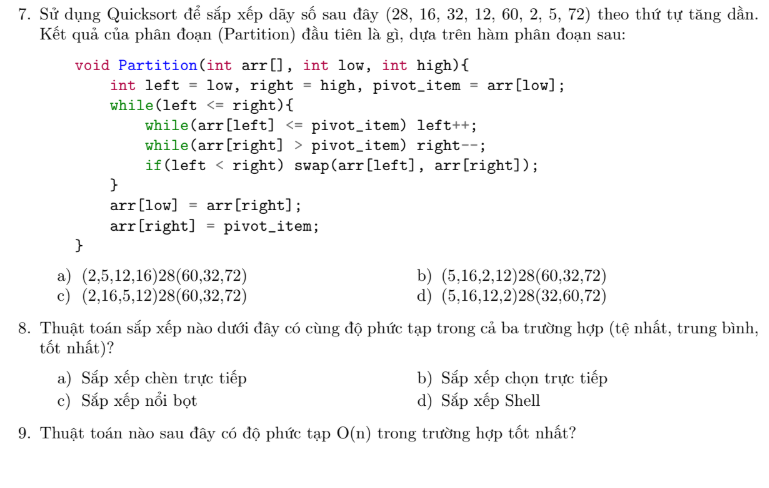 7. Sử dụng Quicksort để sắp xếp dãy số sau đây (28, 16, 32, 12, 60, 2, 5, 72) theo thứ tự tăng dần.
Kết quả của phân đoạn (Partition) đầu tiên là gì, dựa trên hàm phân đoạn sau:
void Partition(int arr[], int low, int high){
int left = low, right = high, pivot_item = arr[low];
while(left <= right){
while(arr[left] <= pivot_item) left++;
while(arr[right] > pivot_item) right--;
if(left < right) swap(arr[left], arr[right]);
}
arr[low] = arr[right];
arr[right] = pivot_item;
}
a) (2,5,12,16)28(60,32,72) b) (5,16,2,12)28(60,32,72)
c) (2,16,5,12)28(60,32,72) d) (5,16,12,2)28(32,60,72)
8. Thuật toán sắp xếp nào dưới đây có cùng độ phức tạp trong cả ba trường hợp (tệ nhất, trung bình,
tốt nhất)?
a) Sắp xếp chèn trực tiếp b) Sắp xếp chọn trực tiếp
c) Sắp xếp nổi bọt d) Sắp xếp Shell
9. Thuật toán nào sau đây có độ phức tạp O(n) trong trường hợp tốt nhất?